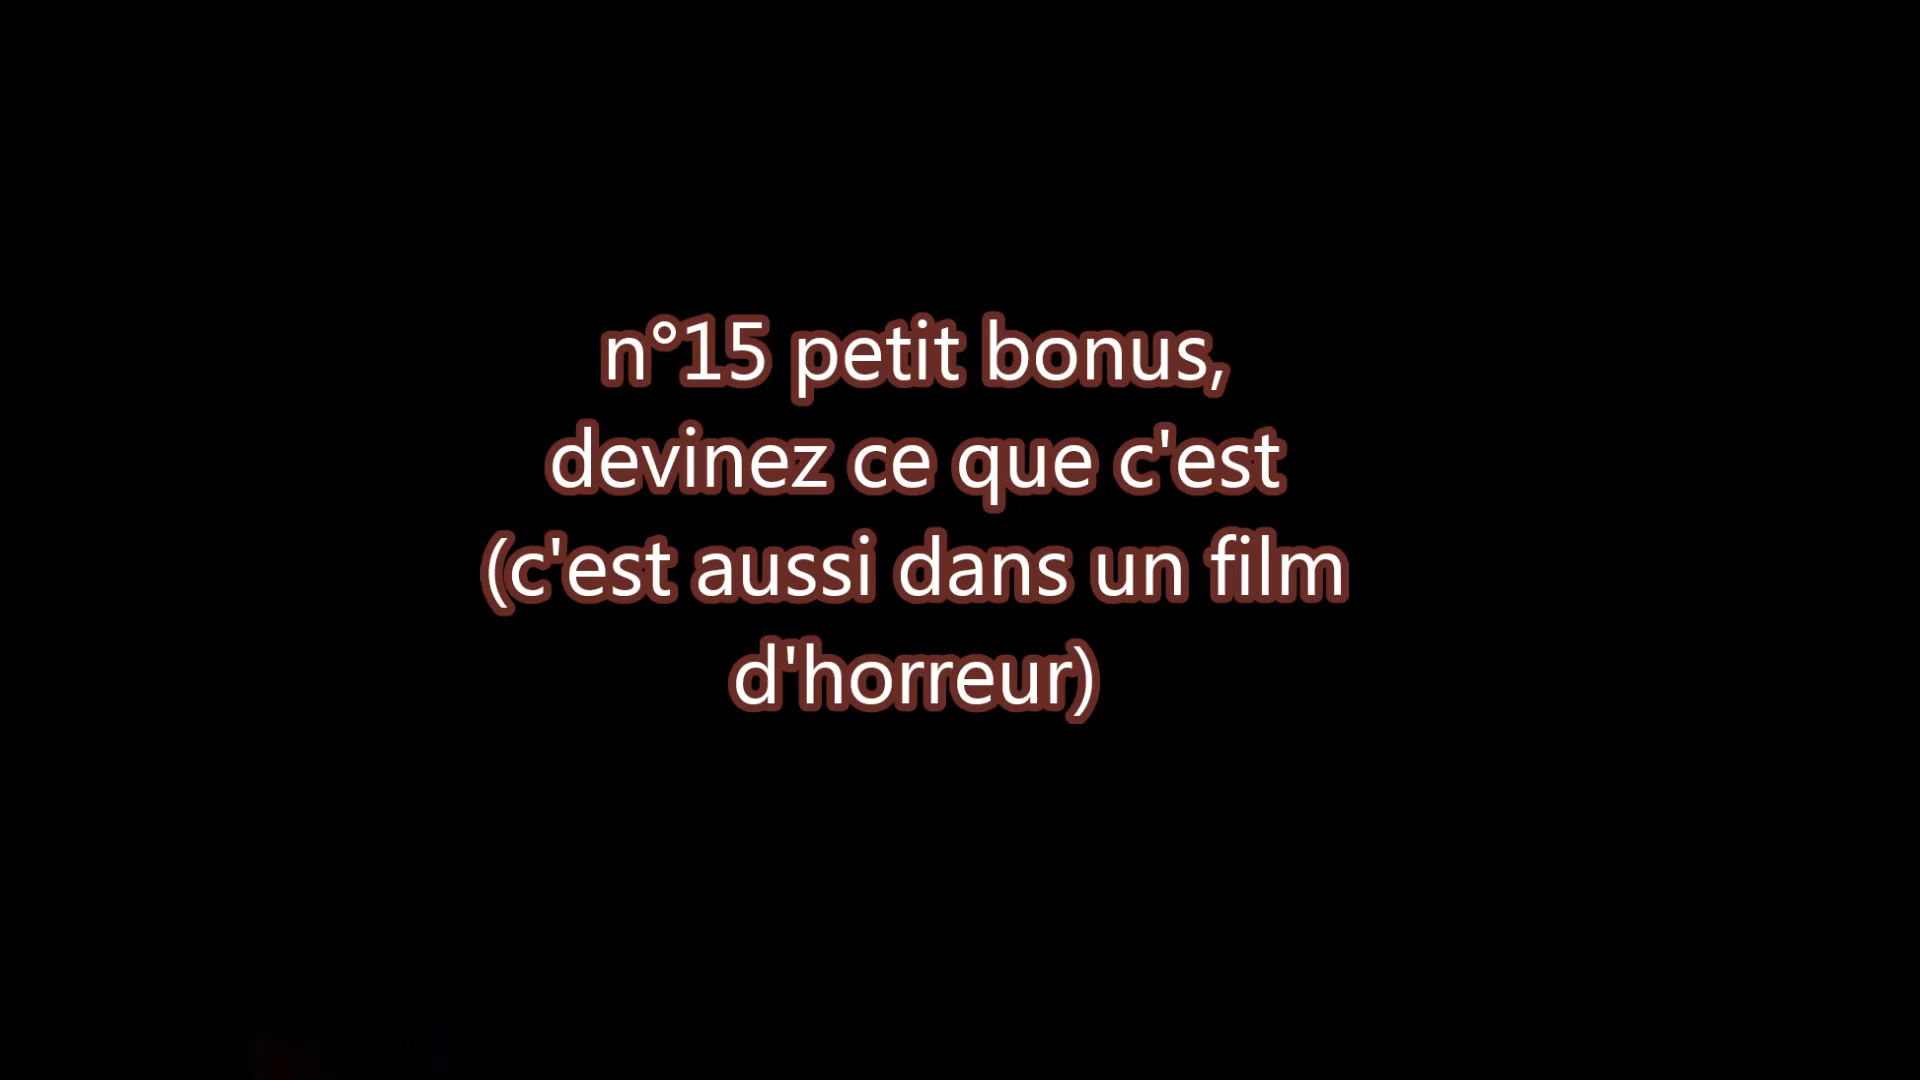 n°15 petit bonus,
devinez ce que c'est
(c'est aussi dans un film
d'horreur)